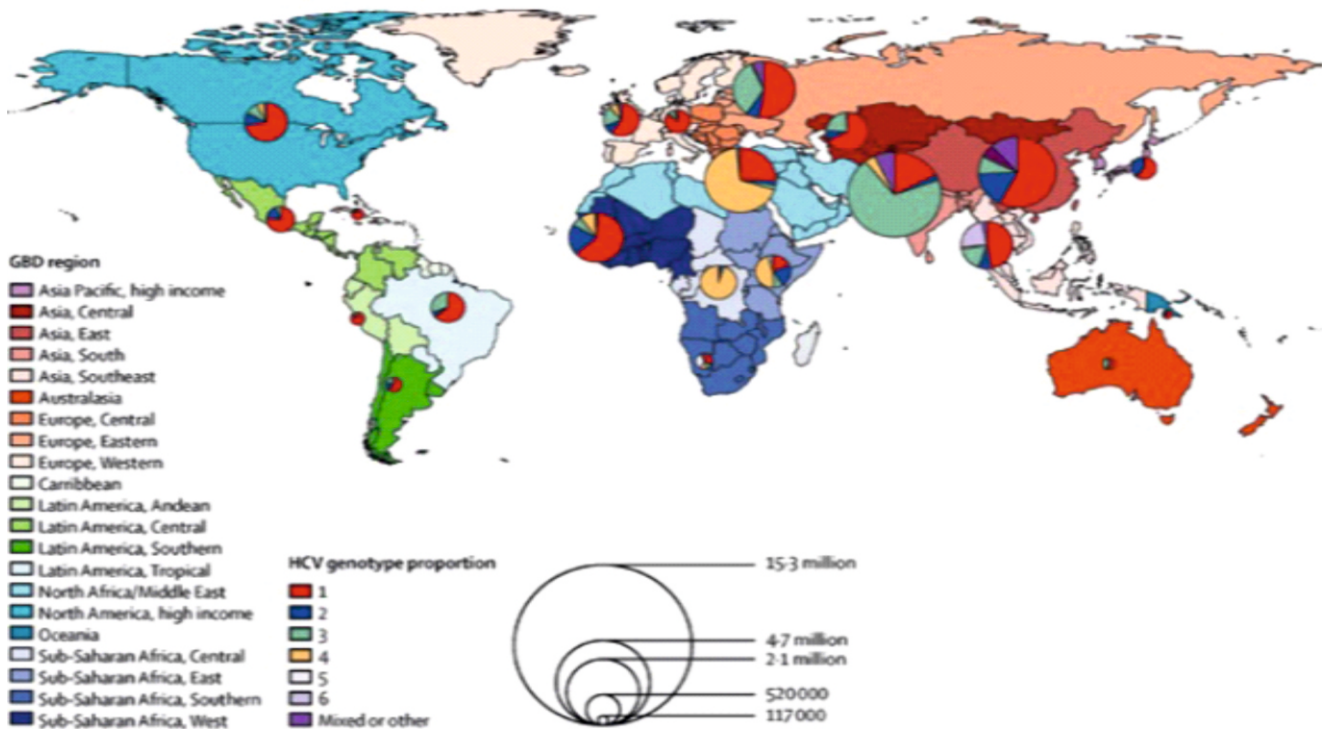 GBD region
Asia Pacific, high income
Asia, Central
Asia, East
Asia, South
Asia, Southeast
Australasia
Europe, Central
Europe, Eastern
Europe, Western
Carribbean
Latin America, Andean
Latin America, Central
Latin America, Southern
Latin America, Tropical
North Africa/Middle East
North America, high income
Oceania
Sub-Saharan Africa, Central
Sub-Saharan Africa, East
Sub-Saharan Africa, Southern
Sub-Saharan Africa, West
HCV genotype proportion
1
2
3
4
5
6
Mixed or other
15·3 million
4·7 million
2·1 million
520 000
117 000